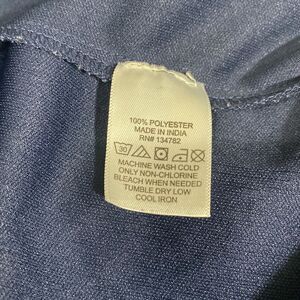 100% POLYESTER
MADE IN INDIA
RN# 134782
30
MACHINE WASH COLD
ONLY NON-CHLORINE
BLEACH WHEN NEEDED
TUMBLE DRY LOW
COOL IRON